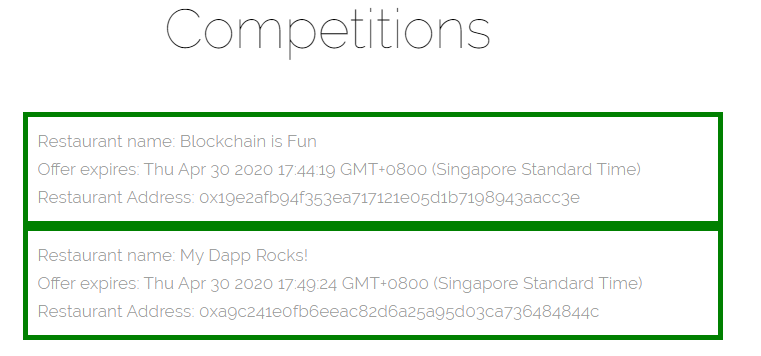 Competitions
Restaurant name: Blockchain is Fun
Offer expires: Thu Apr 30 2020 17:44:19 GMT+0800 (Singapore Standard Time)
Restaurant Address: 0x19e2afb94f353ea717121e05d1b7198943aacc3e
Restaurant name: My Dapp Rocks!
Offer expires: Thu Apr 30 2020 17:49:24 GMT+0800 (Singapore Standard Time)
Restaurant Address: 0xa9c241e0fb6eeac82d6a25a95d03ca736484844c